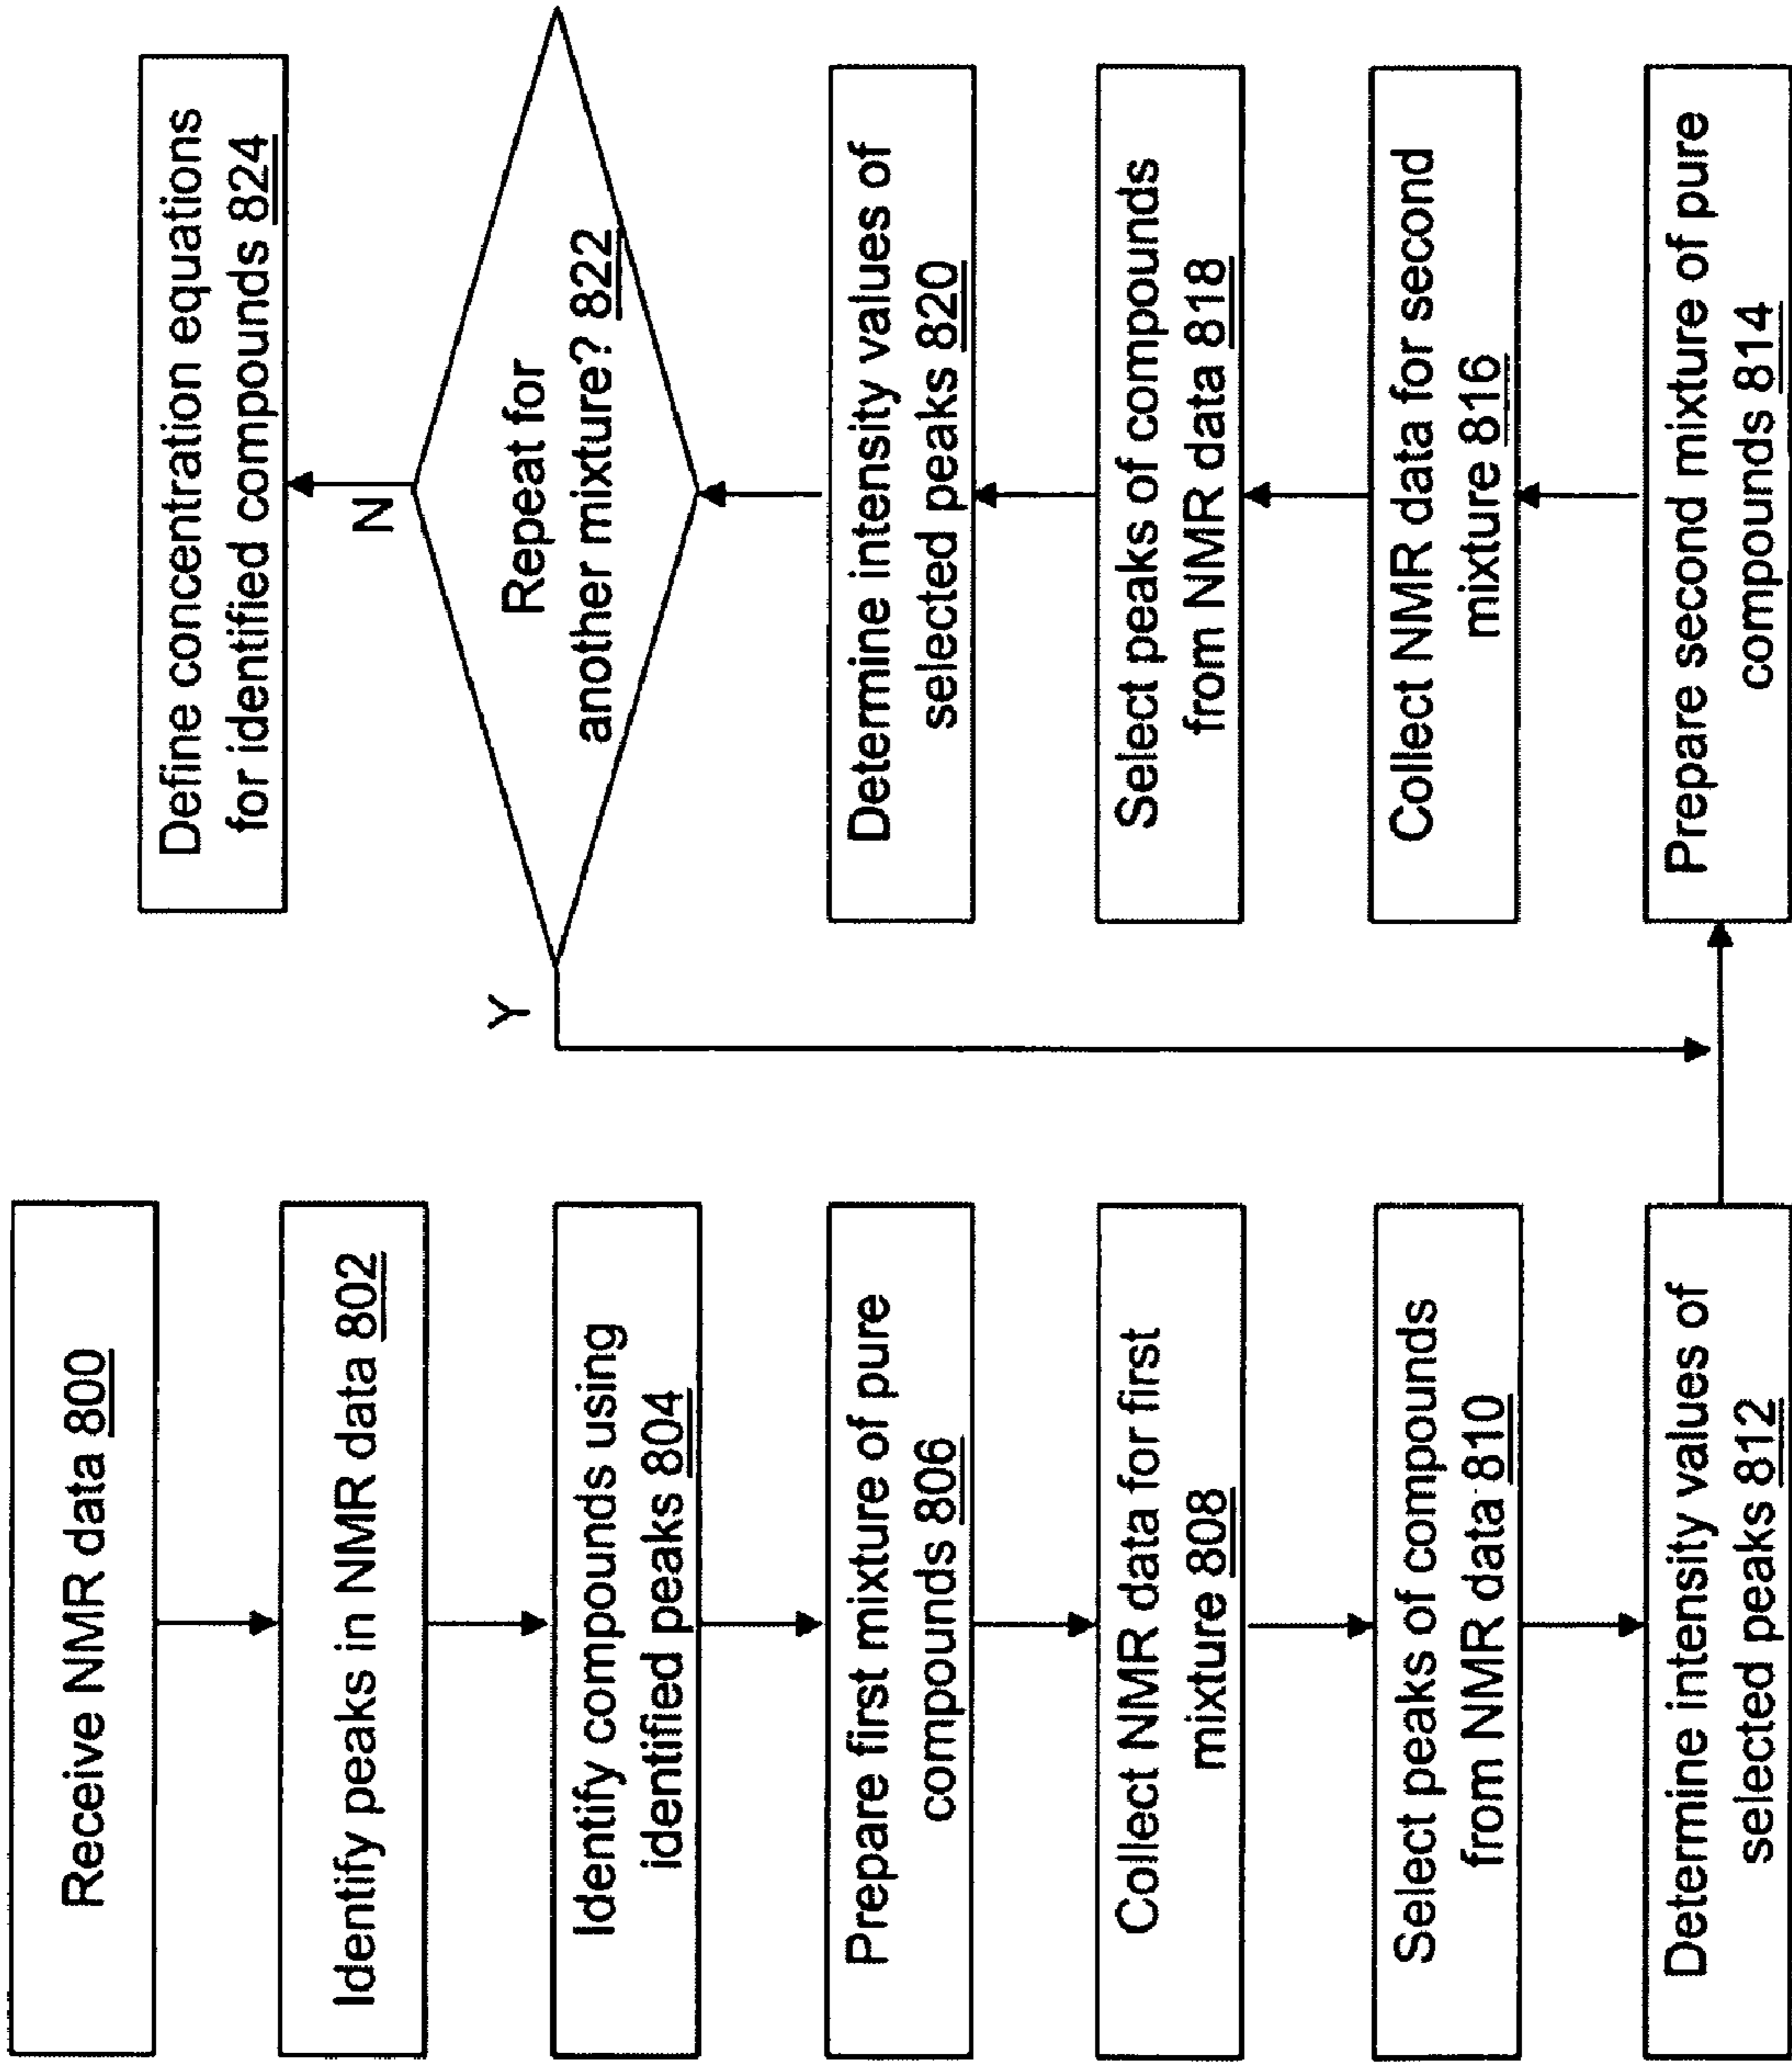 Receive NMR data 800
Identify peaks in NMR data 802
Identify compounds using
identified peaks 804
Prepare first mixture of pure
compounds 806
Collect NMR data for first
mixture 808
Select peaks of compounds
from NMR data 810
Determine intensity values of
selected peaks 812
Prepare second mixture of pure
compounds 814
Collect NMR data for second
mixture 816
Select peaks of compounds
from NMR data 818
Determine intensity values of
selected peaks 820
Repeat for
another mixture? 822
Y
N
Define concentration equations
for identified compounds 824